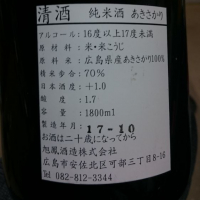 清酒 純米酒 あきさかり
アルコール:16度以上17度未満
原材料:米・米こうじ
原料米:広島県産あきさかり100%
精米歩合:70%
日本酒度:+1.0
酸度:1.7
容量:1800ml
製造年月 17-10
お酒は二十歳になってから
旭鳳酒造株式会社
広島市安佐北区可部三丁目8-16
Tel 082-812-3344